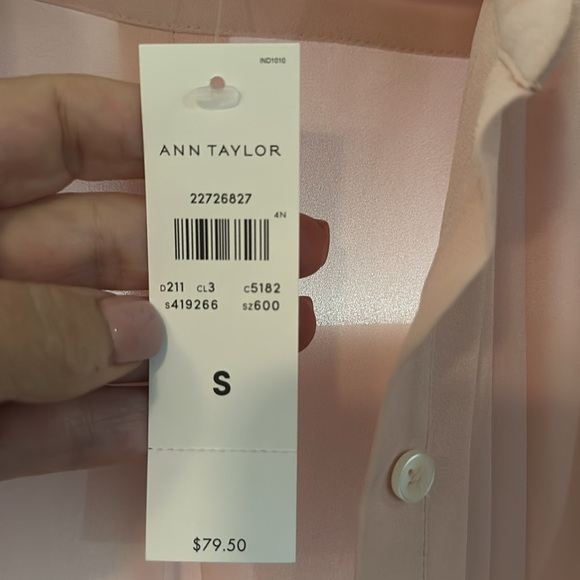 IND1010
ANN TAYLOR
22726827
4N
D211 CL3 C5182
S419266 SZ600
S
$79.50